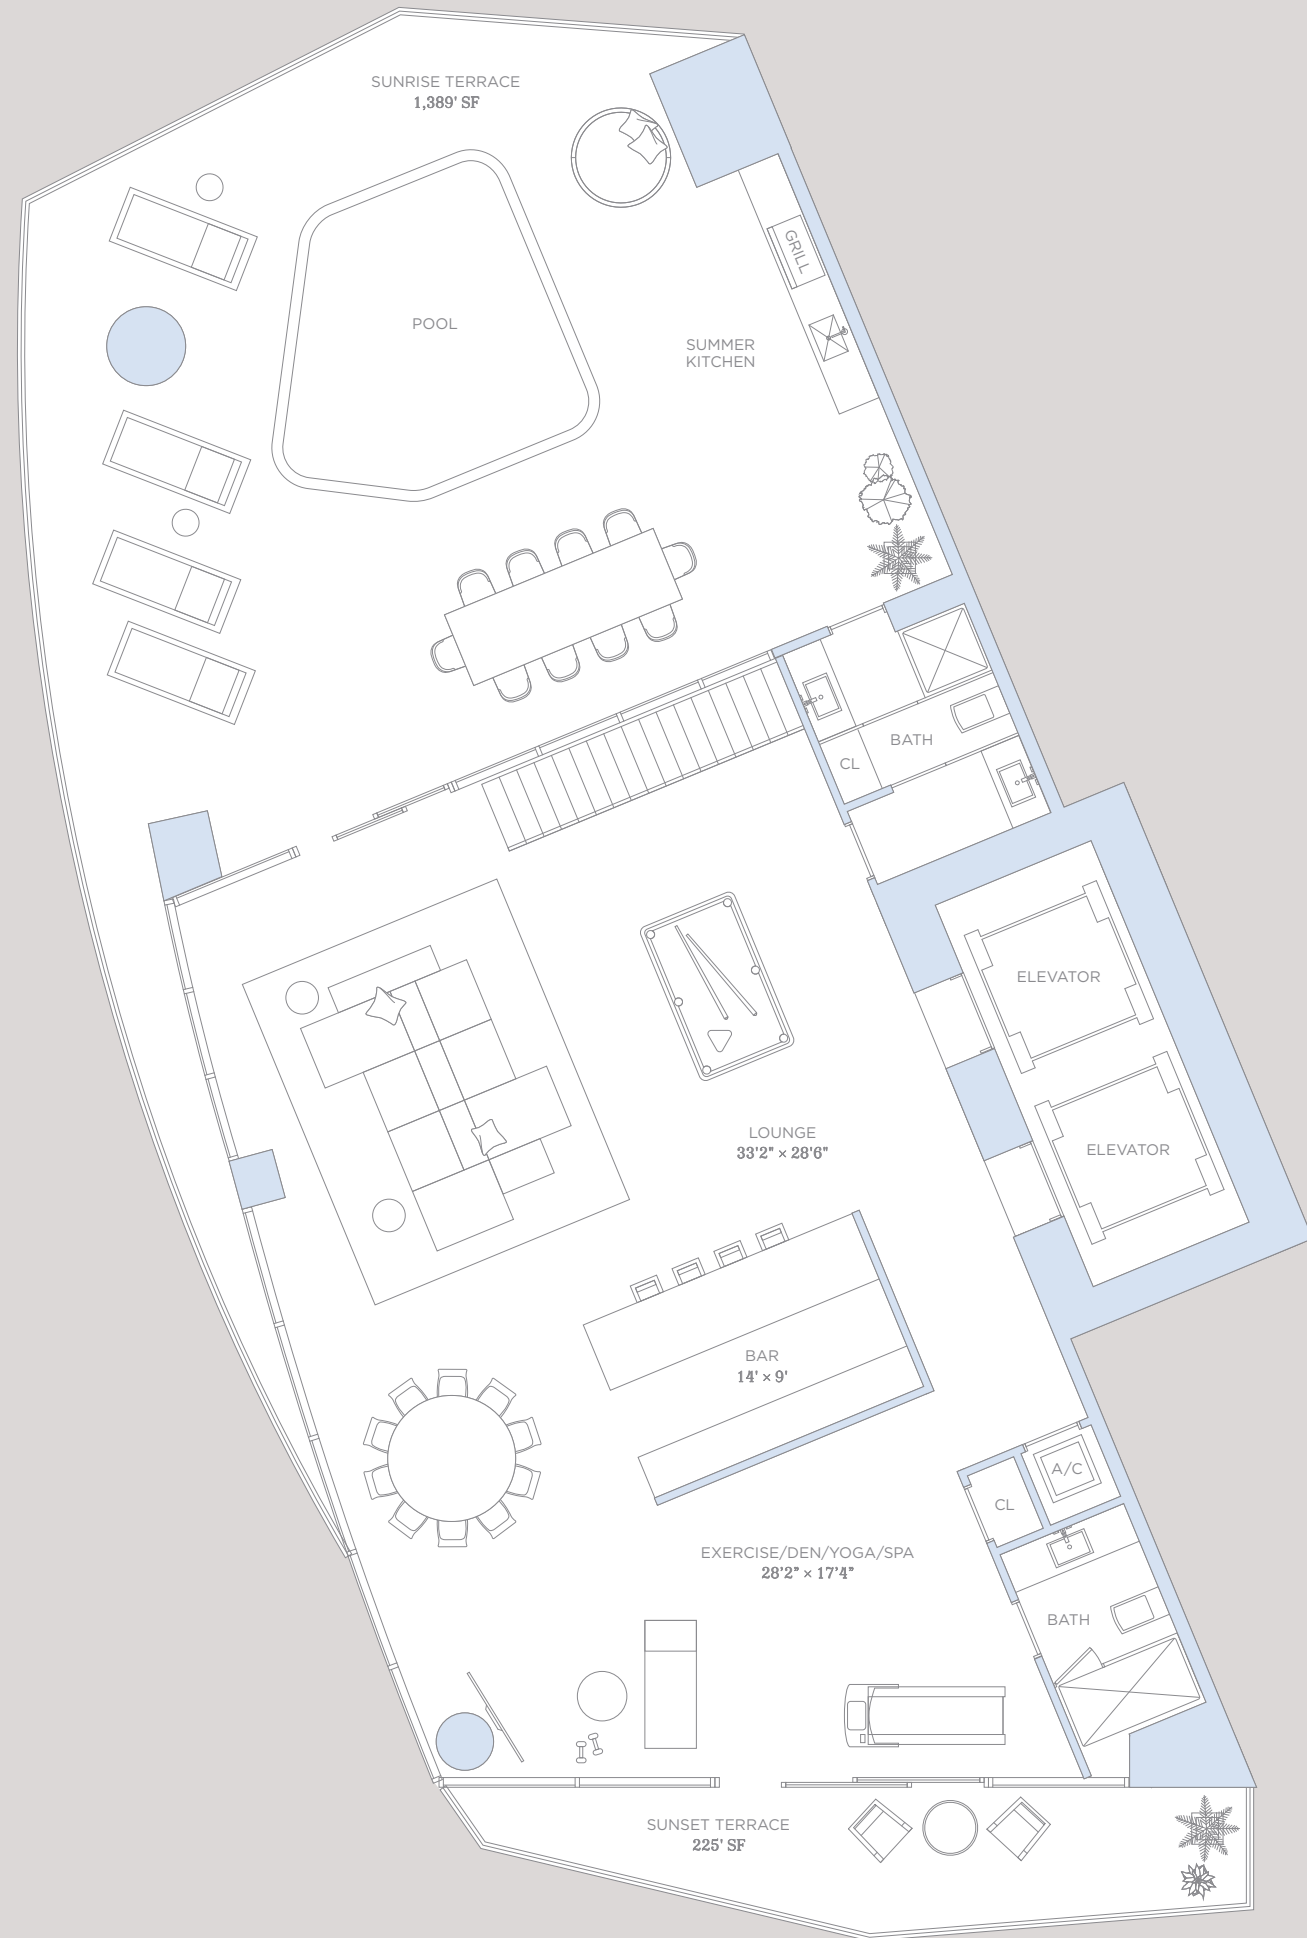 SUNRISE TERRACE
1,389' SF
GRILL
POOL
SUMMER
KITCHEN
BATH
CL
ELEVATOR
LOUNGE
33'2" × 28'6"
ELEVATOR
BAR
14' × 9'
A/C
CL
EXERCISE/DEN/YOGA/SPA
28'2" × 17'4"
BATH
SUNSET TERRACE
225' SF